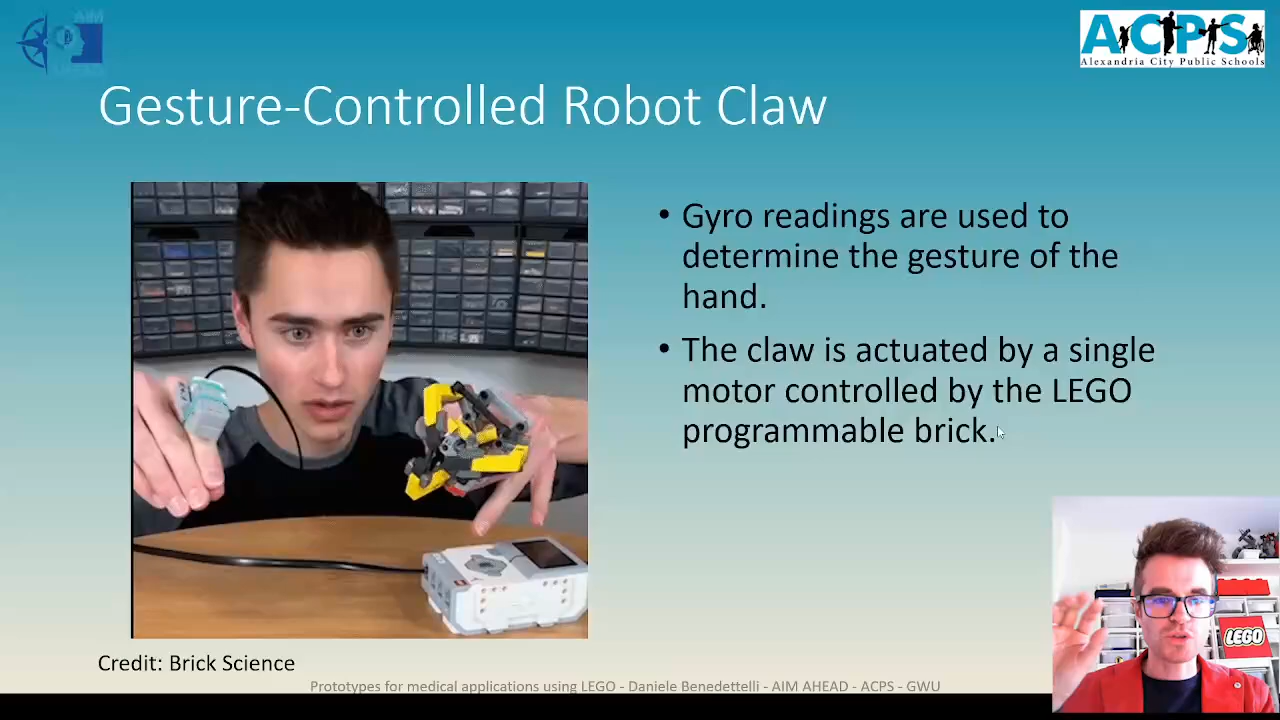 AIM
AHEAD
ACPS
Alexandria City Public Schools
Gesture-Controlled Robot Claw
• Gyro readings are used to
determine the gesture of the
hand.
• The claw is actuated by a single
motor controlled by the LEGO
programmable brick.
LEGO
Credit: Brick Science
Prototypes for medical applications using LEGO - Daniele Benedettelli - AIM AHEAD - ACPS - GWU